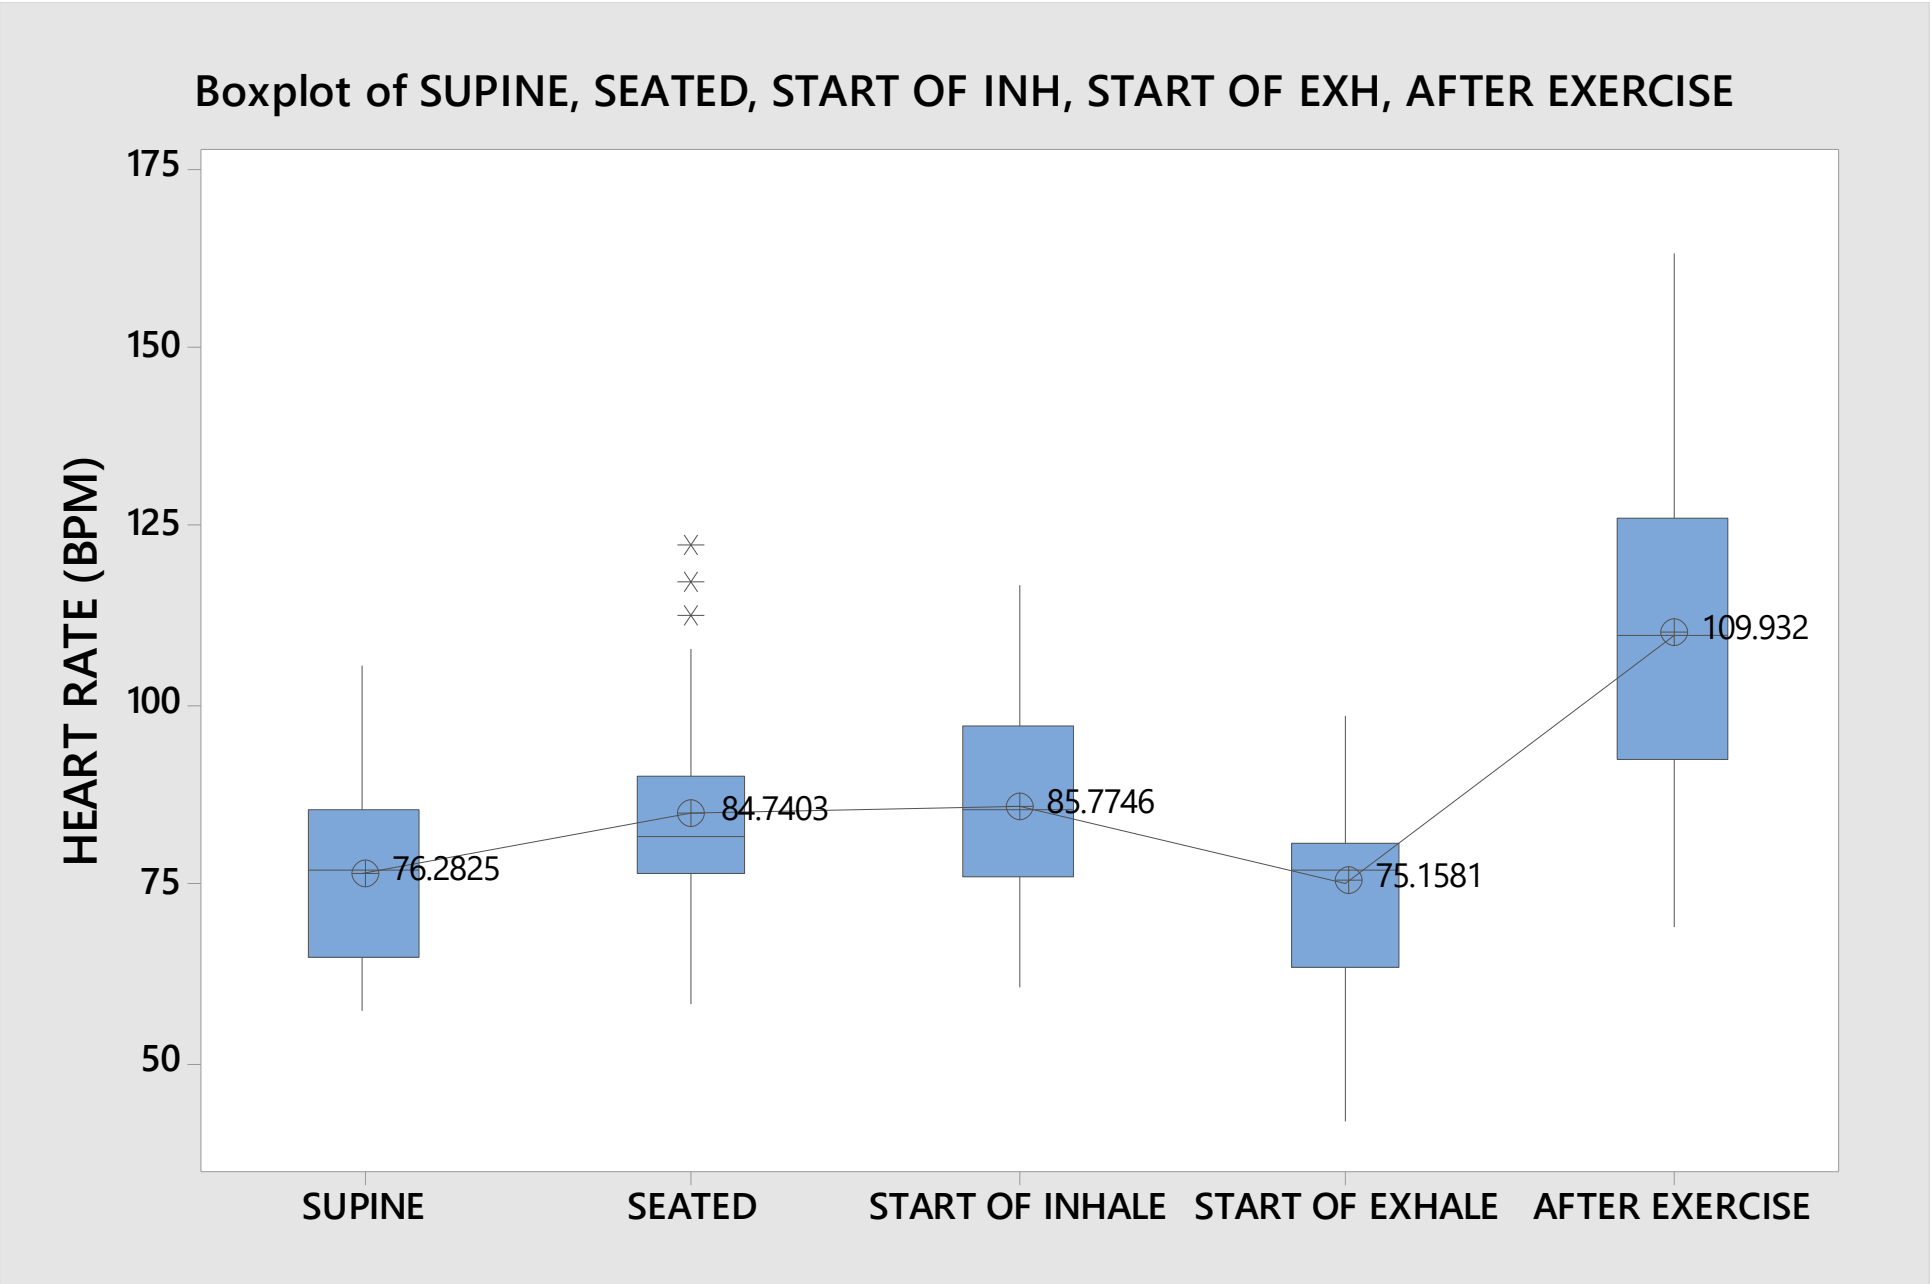 Boxplot of SUPINE, SEATED, START OF INH, START OF EXH, AFTER EXERCISE
HEART RATE (BPM)
175
150
125
100
75
50
76.2825
84.7403
85.7746
75.1581
109.932
SUPINE
SEATED
START OF INHALE
START OF EXHALE
AFTER EXERCISE